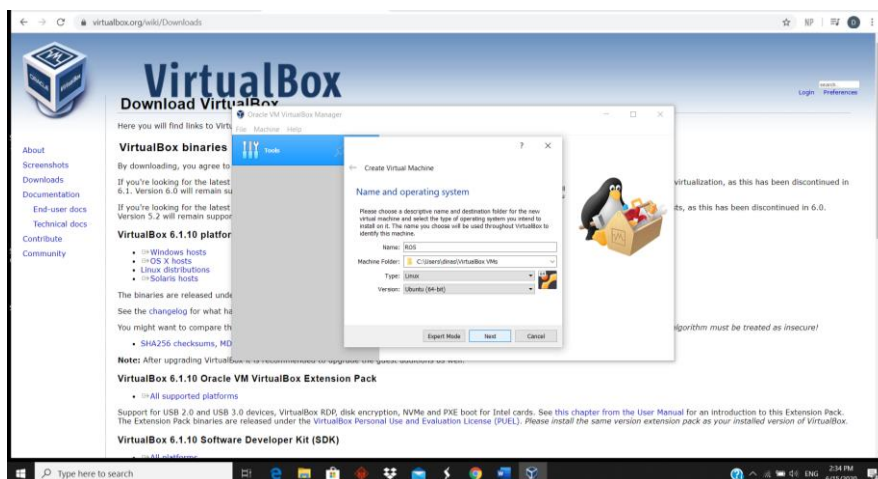 virtualbox.org/wiki/Downloads
VirtualBox
search
Login Preferences
Download VirtualBox
Here you will find links to Virtu
About
Screenshots
Downloads
Documentation
End-user docs
Technical docs
Contribute
Community
VirtualBox binaries
By downloading, you agree to
If you're looking for the latest
virtualization, as this has been discontinued in
6.1. Version 6.0 will remain su
If you're looking for the latest
ts, as this has been discontinued in 6.0.
Version 5.2 will remain suppor
VirtualBox 6.1.10 platfor
Windows hosts
OS X hosts
Linux distributions
Solaris hosts
The binaries are released unde
See the changelog for what ha
You might want to compare th
lgorithm must be treated as insecure!
SHA256 checksums, MD
Note: After upgrading VirtualBox it is recommended to upgrade the guest additions as well.
VirtualBox 6.1.10 Oracle VM VirtualBox Extension Pack
All supported platforms
Support for USB 2.0 and USB 3.0 devices, VirtualBox RDP, disk encryption, NVMe and PXE boot for Intel cards. See this chapter from the User Manual for an introduction to this Extension Pack.
The Extension Pack binaries are released under the VirtualBox Personal Use and Evaluation License (PUEL). Please install the same version extension pack as your installed version of VirtualBox.
VirtualBox 6.1.10 Software Developer Kit (SDK)
All platforms
Oracle VM VirtualBox Manager
File Machine Help
Tools
Create Virtual Machine
Name and operating system
Please choose a descriptive name and destination folder for the new
virtual machine and select the type of operating system you intend to
install on it. The name you choose will be used throughout VirtualBox to
identify this machine.
Name: ROS
Machine Folder: C:\Users\dinas\VirtualBox VMs
Type: Linux
Version: Ubuntu (64-bit)
Expert Mode Next Cancel
Type here to search
ENG
2:34 PM